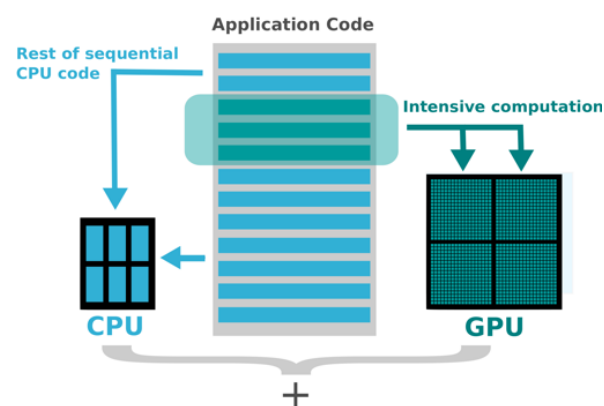 Application Code
Rest of sequential
CPU code
Intensive computation
CPU
GPU
+